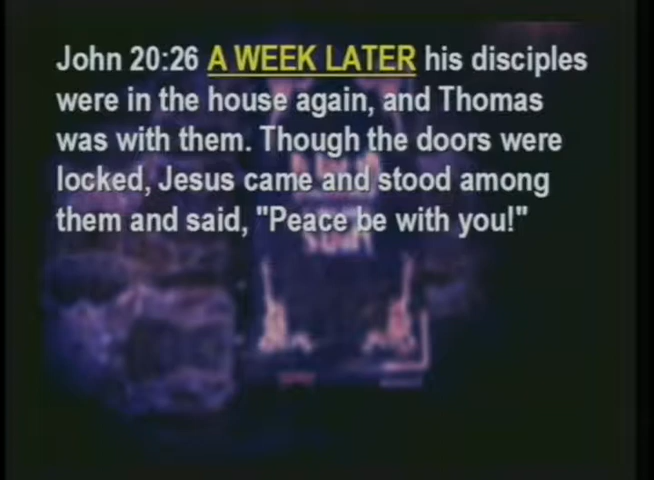 John 20:26 A WEEK LATER his disciples
were in the house again, and Thomas
was with them. Though the doors were
locked, Jesus came and stood among
them and said, "Peace be with you!"